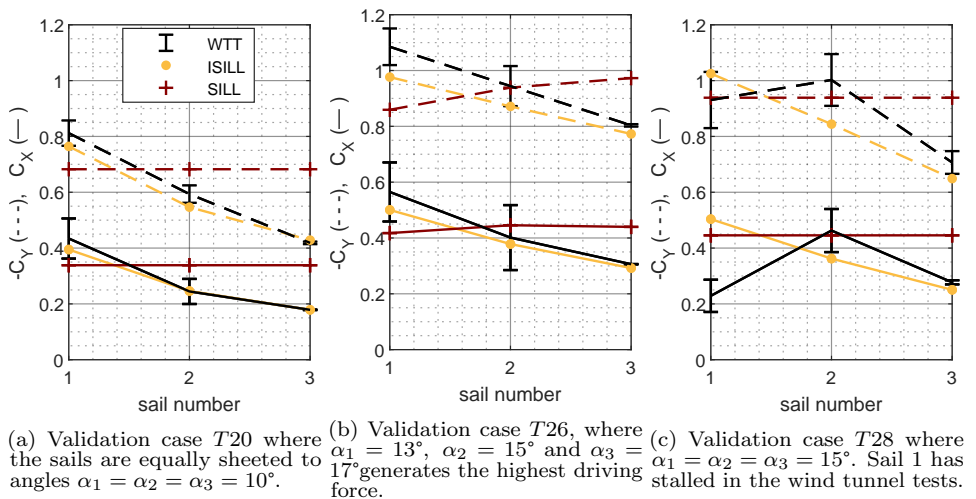 1.2
1
0.8
0.6
0.4
0.2
0
-C_Y (- - -), C_X (—)
1 2 3
sail number
WTT
ISILL
SILL
(a) Validation case T20 where
the sails are equally sheeted to
angles α₁ = α₂ = α₃ = 10°.
1.2
1
0.8
0.6
0.4
0.2
0
-C_Y (- - -), C_X (—)
1 2 3
sail number
(b) Validation case T26, where
α₁ = 13°, α₂ = 15° and α₃ =
17°generates the highest driving
force.
1.2
1
0.8
0.6
0.4
0.2
0
-C_Y (- - -), C_X (—)
1 2 3
sail number
(c) Validation case T28 where
α₁ = α₂ = α₃ = 15°. Sail 1 has
stalled in the wind tunnel tests.